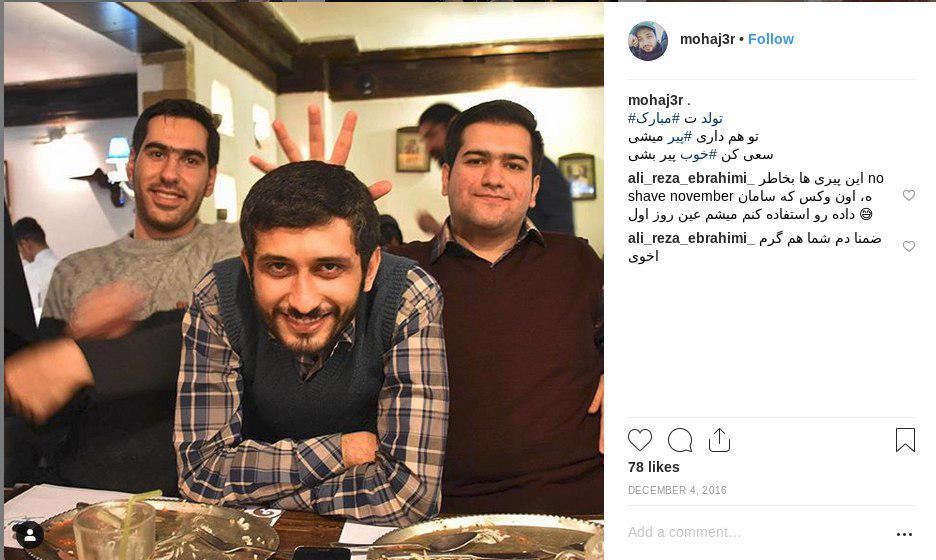 mohaj3r • Follow
mohaj3r .
تولد ت #مبارک#
تو هم داری #پیر میشی
سعی کن #خوب پیر بشی
ali_reza_ebrahimi_ این پیری ها بخاطر no
shave november ه، اون وکس که سامان
داده رو استفاده کنم میشم عین روز اول 😅
ali_reza_ebrahimi_ ضمنا دم شما هم گرم
اخوی
78 likes
DECEMBER 4, 2016
Add a comment…